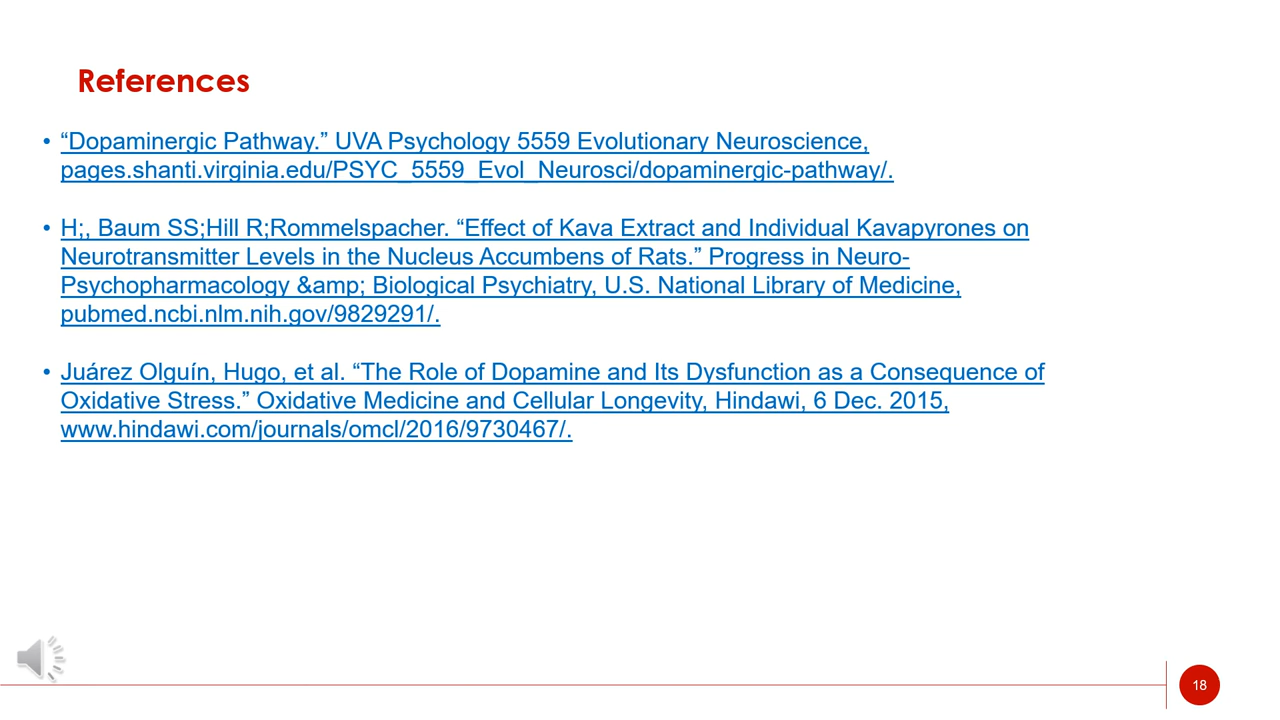 References
• “Dopaminergic Pathway.” UVA Psychology 5559 Evolutionary Neuroscience,
pages.shanti.virginia.edu/PSYC_5559_Evol_Neurosci/dopaminergic-pathway/.
• H;, Baum SS;Hill R;Rommelspacher. “Effect of Kava Extract and Individual Kavapyrones on
Neurotransmitter Levels in the Nucleus Accumbens of Rats.” Progress in Neuro-
Psychopharmacology &amp; Biological Psychiatry, U.S. National Library of Medicine,
pubmed.ncbi.nlm.nih.gov/9829291/.
• Juárez Olguín, Hugo, et al. “The Role of Dopamine and Its Dysfunction as a Consequence of
Oxidative Stress.” Oxidative Medicine and Cellular Longevity, Hindawi, 6 Dec. 2015,
www.hindawi.com/journals/omcl/2016/9730467/.
18